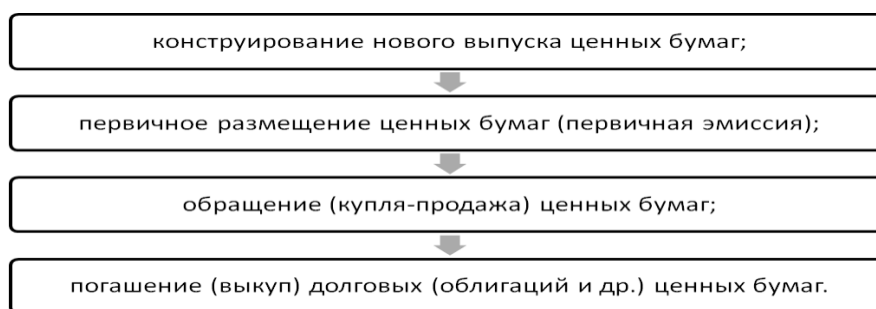 конструирование нового выпуска ценных бумаг;
первичное размещение ценных бумаг (первичная эмиссия);
обращение (купля-продажа) ценных бумаг;
погашение (выкуп) долговых (облигаций и др.) ценных бумаг.